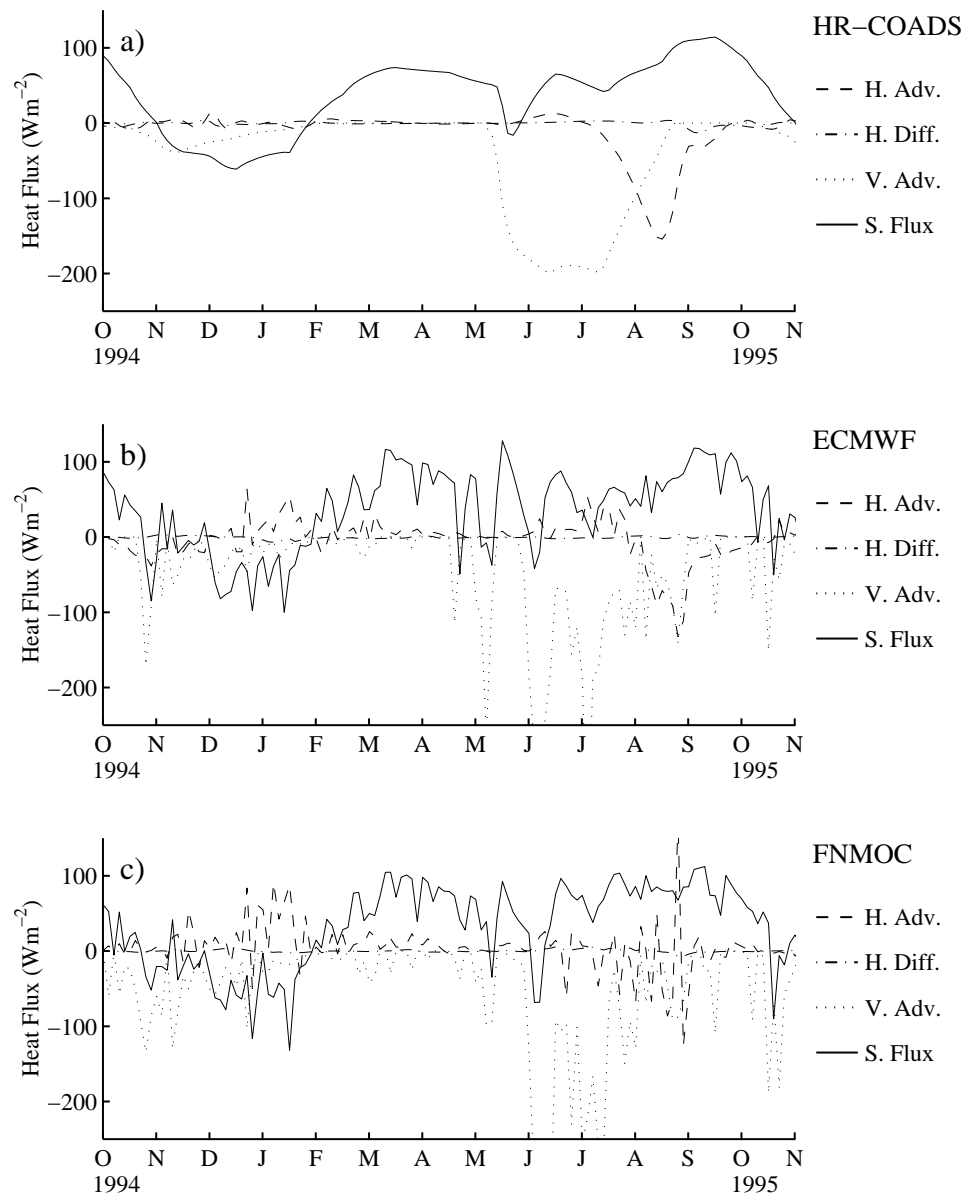 a)
HR−COADS
100
0
−100
−200
Heat Flux (Wm⁻²)
H. Adv.
H. Diff.
V. Adv.
S. Flux
O N D J F M A M J J A S O N
1994 1995
b)
ECMWF
100
0
−100
−200
Heat Flux (Wm⁻²)
H. Adv.
H. Diff.
V. Adv.
S. Flux
O N D J F M A M J J A S O N
1994 1995
c)
FNMOC
100
0
−100
−200
Heat Flux (Wm⁻²)
H. Adv.
H. Diff.
V. Adv.
S. Flux
O N D J F M A M J J A S O N
1994 1995